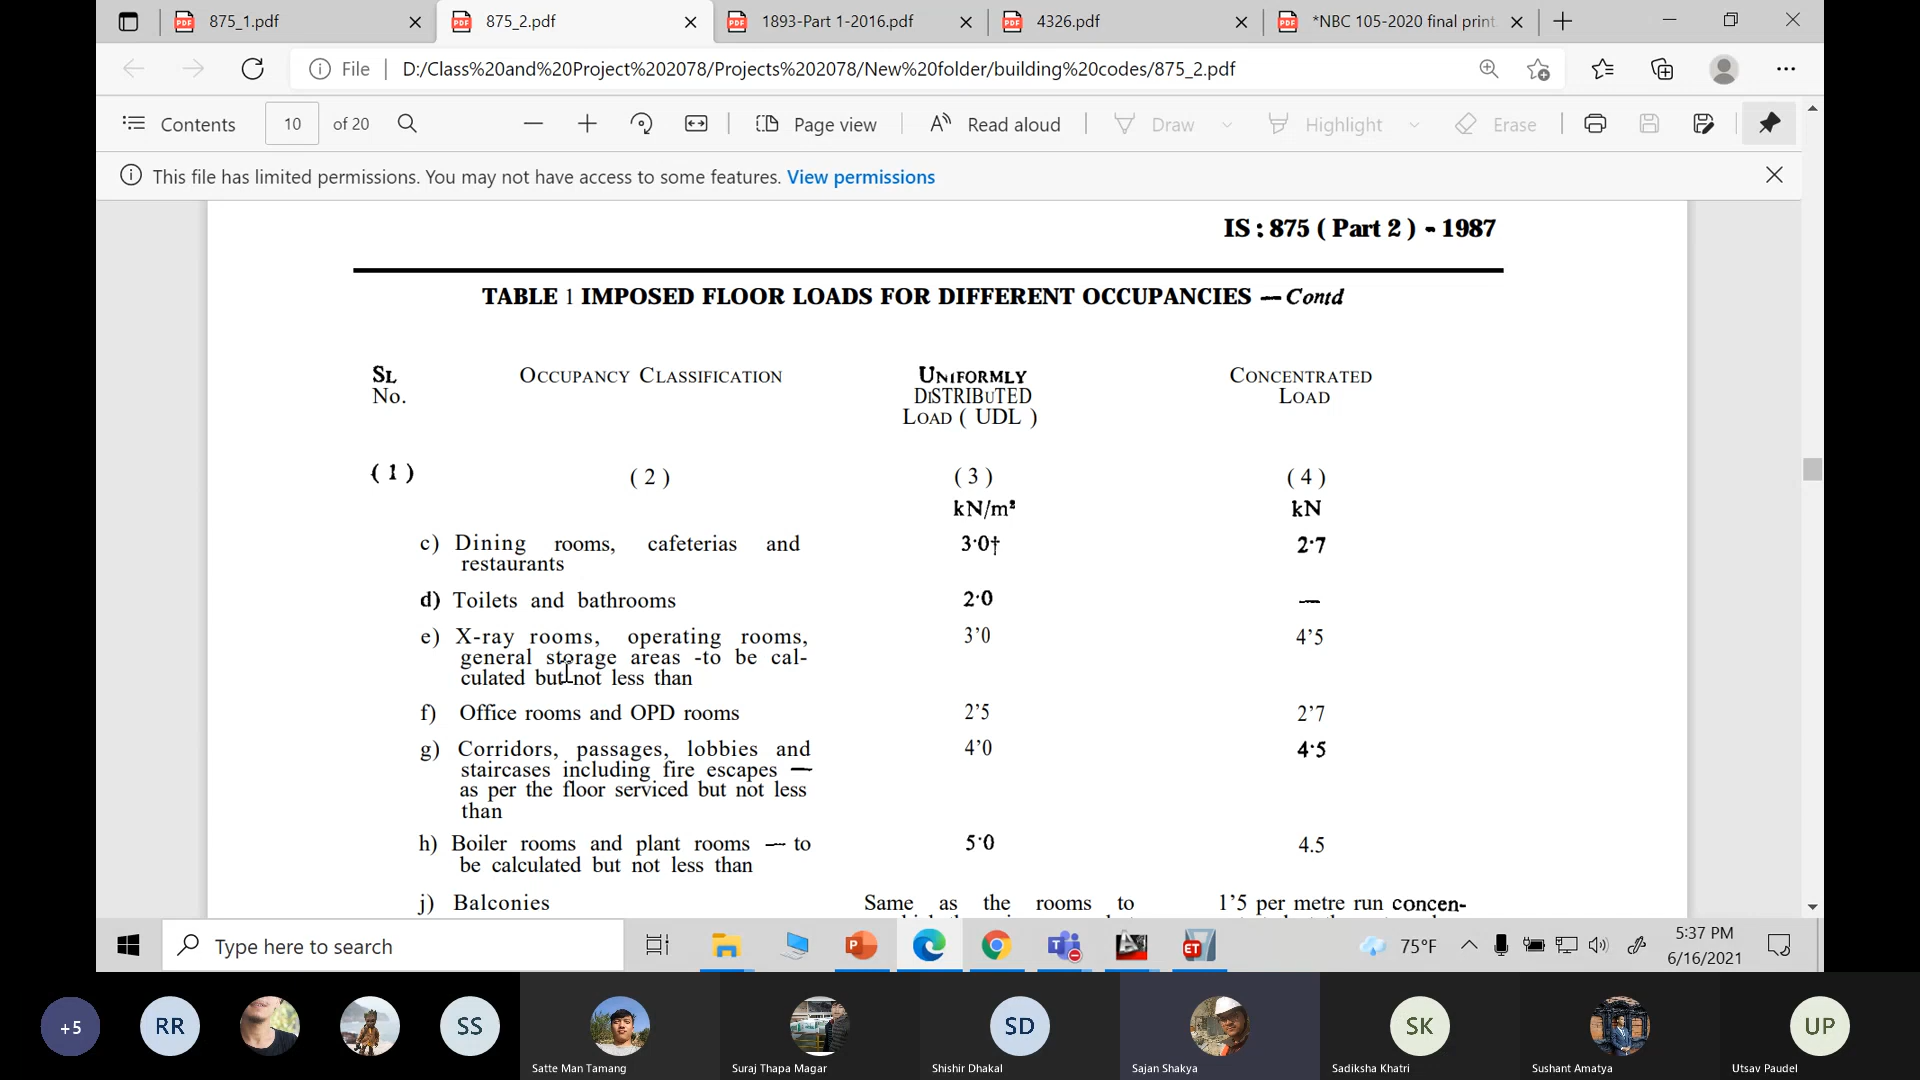 875_1.pdf
875_2.pdf
1893-Part 1-2016.pdf
4326.pdf
*NBC 105-2020 final print
File
D:/Class%20and%20Project%202078/Projects%202078/New%20folder/building%20codes/875_2.pdf
Contents
10
of 20
Page view
Read aloud
Draw
Highlight
Erase
This file has limited permissions. You may not have access to some features. View permissions
IS : 875 ( Part 2 ) - 1987
TABLE 1 IMPOSED FLOOR LOADS FOR DIFFERENT OCCUPANCIES — Contd
SL No.
OCCUPANCY CLASSIFICATION
UNIFORMLY DISTRIBUTED LOAD ( UDL )
CONCENTRATED LOAD
( 1 )
( 2 )
( 3 )
( 4 )
kN/m²
kN
c) Dining rooms, cafeterias and
restaurants
3·0†
2·7
d) Toilets and bathrooms
2·0
—
e) X-ray rooms, operating rooms,
general storage areas -to be cal-
culated but not less than
3'0
4'5
f) Office rooms and OPD rooms
2'5
2'7
g) Corridors, passages, lobbies and
staircases including fire escapes —
as per the floor serviced but not less
than
4'0
4·5
h) Boiler rooms and plant rooms — to
be calculated but not less than
5·0
4.5
j) Balconies
Same as the rooms to
1'5 per metre run concen-
Type here to search
75°F
5:37 PM
6/16/2021
+5
RR
SS
SD
SK
UP
Satte Man Tamang
Suraj Thapa Magar
Shishir Dhakal
Sajan Shakya
Sadiksha Khatri
Sushant Amatya
Utsav Paudel